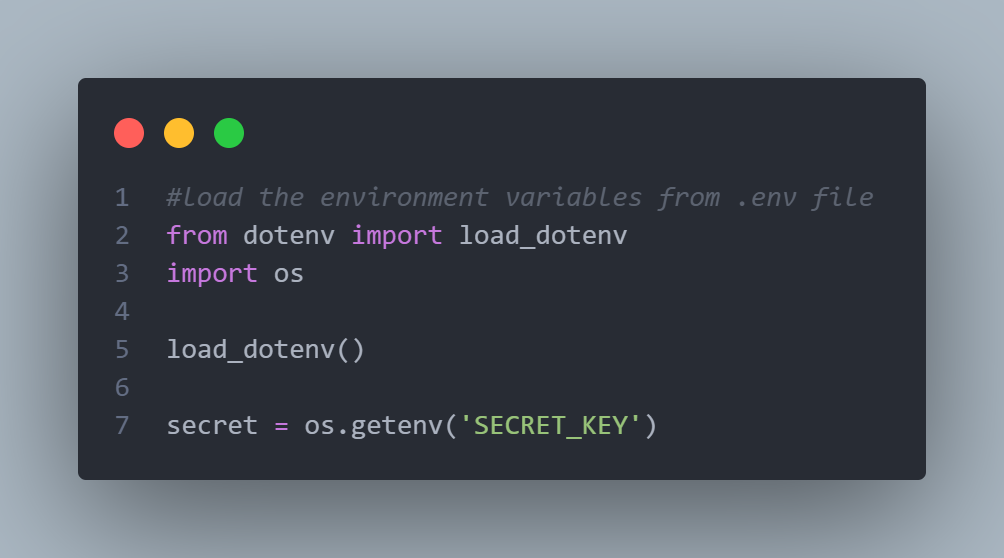 1 #load the environment variables from .env file
2 from dotenv import load_dotenv
3 import os
4
5 load_dotenv()
6
7 secret = os.getenv('SECRET_KEY')